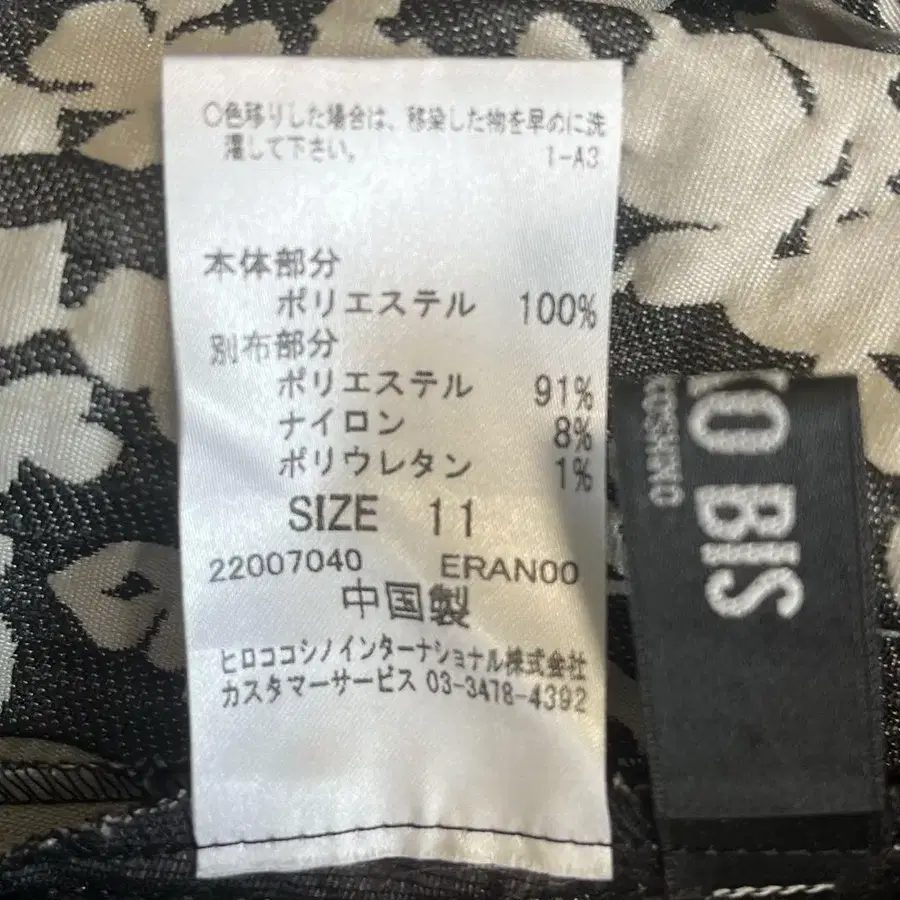 ○色移りした場合は、移染した物を早のに洗
濯して下さい。
1-A3
本体部分
ポリエステル 100%
別布部分
ポリエステル 91%
ナイロン 8%
ポリウレタン 1%
SIZE 11
22007040 ERAN00
中国製
ヒロココシノインターナショナル株式会社
カスタマーサービス 03-3478-4392
KO BIS
OKOSHINO